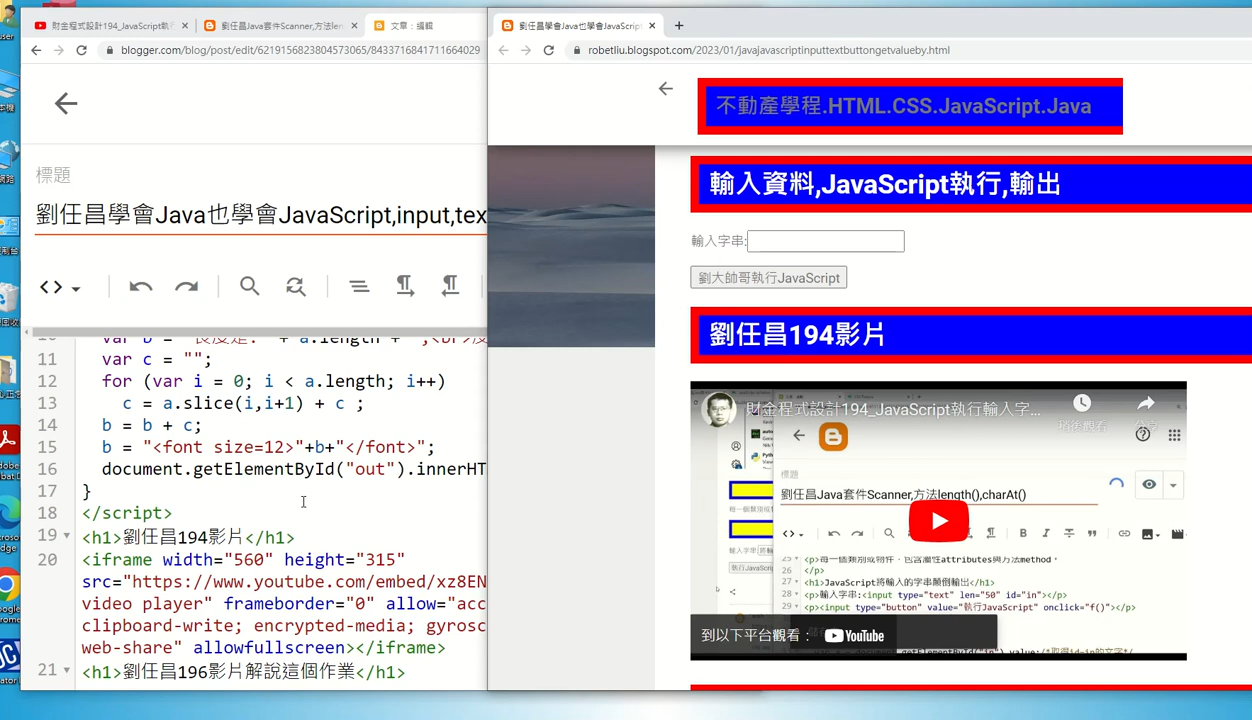 財金程式設計194_JavaScript執行
劉任昌Java套件Scanner,方法len
文章：編輯
blogger.com/blog/post/edit/6219156823804573065/8433716841711664029
標題
劉任昌學會Java也學會JavaScript,input,tex
var b = "長度是:" + a.length + ",<br>
11 var c = "";
12 for (var i = 0; i < a.length; i++)
13 c = a.slice(i,i+1) + c ;
14 b = b + c;
15 b = "<font size=12>"+b+"</font>";
16 document.getElementById("out").innerHT
17 }
18 </script>
19 <h1>劉任昌194影片</h1>
20 <iframe width="560" height="315"
src="https://www.youtube.com/embed/xz8EN
video player" frameborder="0" allow="acc
clipboard-write; encrypted-media; gyrosc
web-share" allowfullscreen></iframe>
21 <h1>劉任昌196影片解說這個作業</h1>
劉任昌學會Java也學會JavaScript
robetliu.blogspot.com/2023/01/javajavascriptinputtextbuttongetvalueby.html
不動產學程.HTML.CSS.JavaScript.Java
輸入資料,JavaScript執行,輸出
輸入字串:
劉大帥哥執行JavaScript
劉任昌194影片
財金程式設計194_JavaScript執行輸入字...
稍後觀看
分享
標題
劉任昌Java套件Scanner,方法length(),charAt()
26 </p>
27 <h1>JavaScript將輸入的字串顛倒輸出</h1>
28 <p>輸入字串:<input type="text" len="50" id="in"></p>
29 <p><input type="button" value="執行JavaScript" onclick="f()"></p>
到以下平台觀看：
YouTube